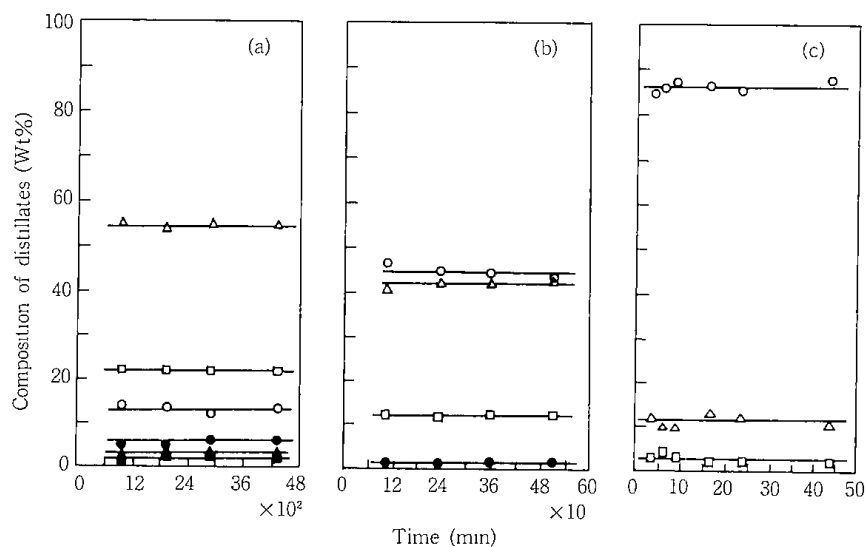 Composition of distillates (Wt%)
100
80
60
40
20
0
(a)
(b)
(c)
0 12 24 36 48
×10²
0 12 24 36 48 60
×10
0 10 20 30 40 50
Time (min)